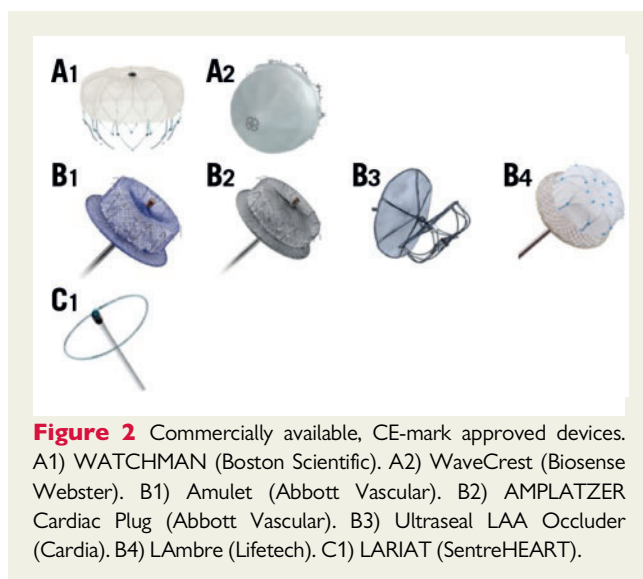 A1
A2
B1
B2
B3
B4
C1
Figure 2 Commercially available, CE-mark approved devices.
A1) WATCHMAN (Boston Scientific). A2) WaveCrest (Biosense
Webster). B1) Amulet (Abbott Vascular). B2) AMPLATZER
Cardiac Plug (Abbott Vascular). B3) Ultraseal LAA Occluder
(Cardia). B4) LAmbre (Lifetech). C1) LARIAT (SentreHEART).